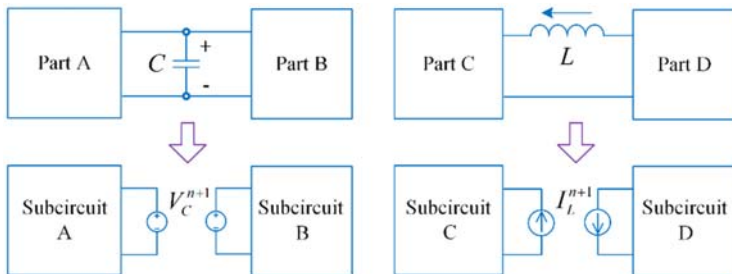 Part A
C
+
-
Part B
Part C
L
Part D
Subcircuit
A
V_C^{n+1}
Subcircuit
B
Subcircuit
C
I_L^{n+1}
Subcircuit
D